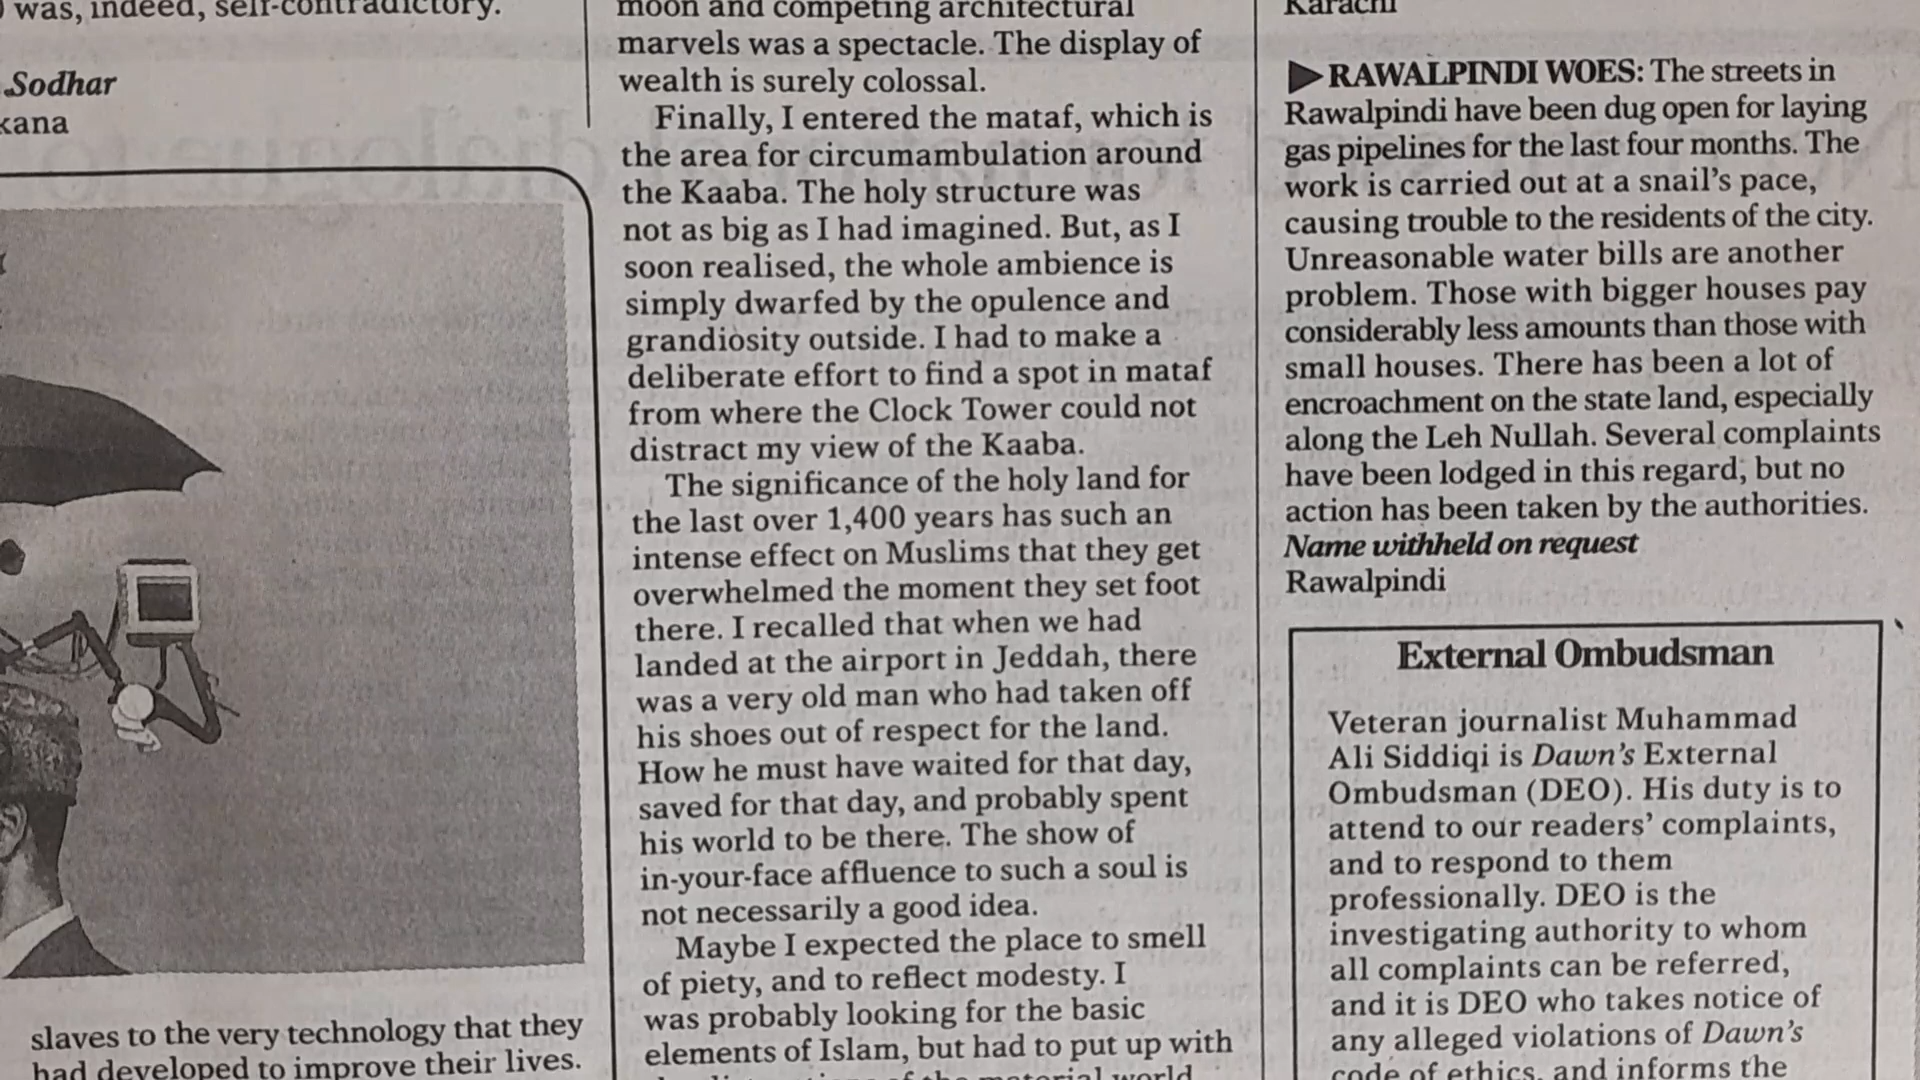 was, indeed, self-contradictory.
Sodhar
slaves to the very technology that they
had developed to improve their lives.
moon and competing architectural
marvels was a spectacle. The display of
wealth is surely colossal.
Finally, I entered the mataf, which is
the area for circumambulation around
the Kaaba. The holy structure was
not as big as I had imagined. But, as I
soon realised, the whole ambience is
simply dwarfed by the opulence and
grandiosity outside. I had to make a
deliberate effort to find a spot in mataf
from where the Clock Tower could not
distract my view of the Kaaba.
The significance of the holy land for
the last over 1,400 years has such an
intense effect on Muslims that they get
overwhelmed the moment they set foot
there. I recalled that when we had
landed at the airport in Jeddah, there
was a very old man who had taken off
his shoes out of respect for the land.
How he must have waited for that day,
saved for that day, and probably spent
his world to be there. The show of
in-your-face affluence to such a soul is
not necessarily a good idea.
Maybe I expected the place to smell
of piety, and to reflect modesty. I
was probably looking for the basic
elements of Islam, but had to put up with
of the material world
Karachi
▶RAWALPINDI WOES: The streets in
Rawalpindi have been dug open for laying
gas pipelines for the last four months. The
work is carried out at a snail's pace,
causing trouble to the residents of the city.
Unreasonable water bills are another
problem. Those with bigger houses pay
considerably less amounts than those with
small houses. There has been a lot of
encroachment on the state land, especially
along the Leh Nullah. Several complaints
have been lodged in this regard, but no
action has been taken by the authorities.
Name withheld on request
Rawalpindi
External Ombudsman
Veteran journalist Muhammad
Ali Siddiqi is Dawn's External
Ombudsman (DEO). His duty is to
attend to our readers' complaints,
and to respond to them
professionally. DEO is the
investigating authority to whom
all complaints can be referred,
and it is DEO who takes notice of
any alleged violations of Dawn's
code of ethics, and informs the